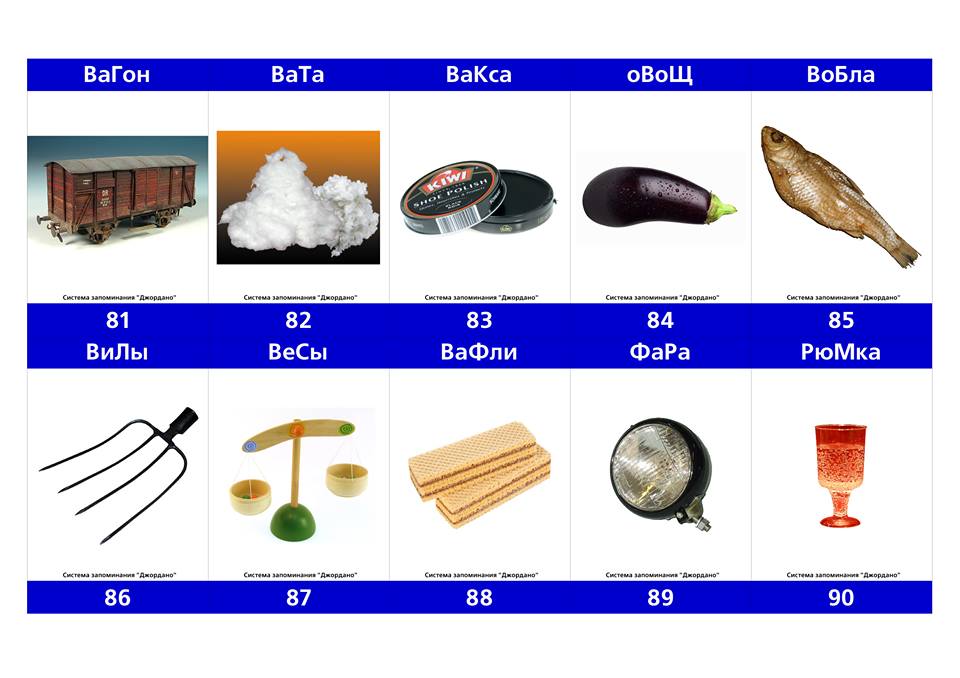 ВаГон ВаТа ВаКса оВоЩ ВоБла
KIWI
SHOE POLISH
Система запоминания "Джордано" Система запоминания "Джордано" Система запоминания "Джордано" Система запоминания "Джордано" Система запоминания "Джордано"
81 82 83 84 85
ВиЛы ВеСы ВаФли ФаРа РюМка
Система запоминания "Джордано" Система запоминания "Джордано" Система запоминания "Джордано" Система запоминания "Джордано" Система запоминания "Джордано"
86 87 88 89 90